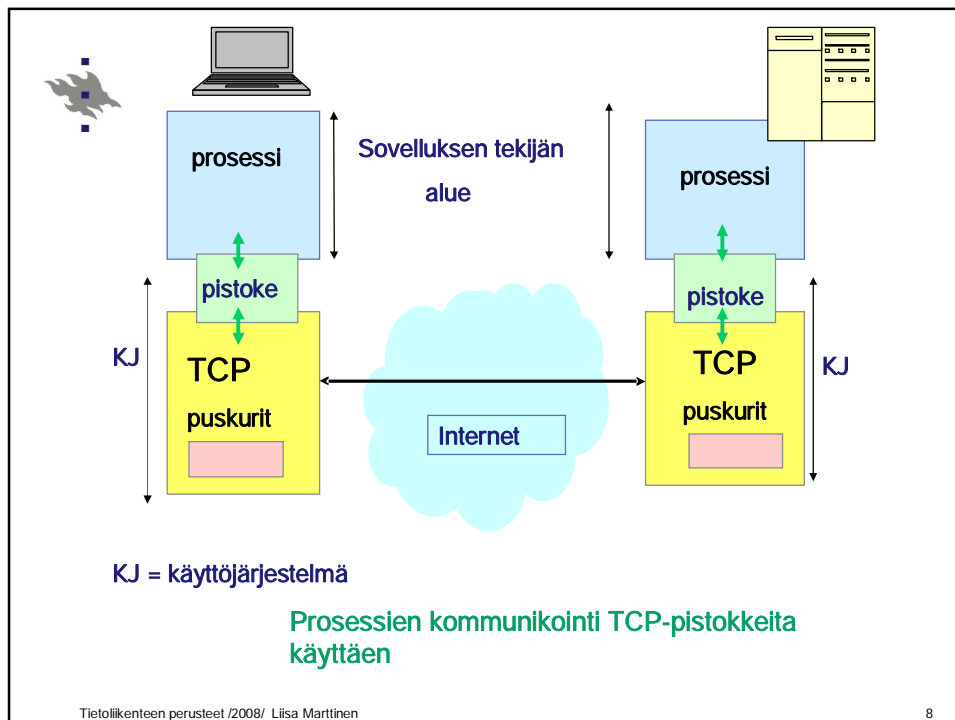 prosessi
Sovelluksen tekijän
alue
prosessi
pistoke
pistoke
KJ
TCP
puskurit
Internet
TCP
puskurit
KJ
KJ = käyttöjärjestelmä
Prosessien kommunikointi TCP-pistokkeita
käyttäen
Tietoliikenteen perusteet /2008/ Liisa Marttinen
8